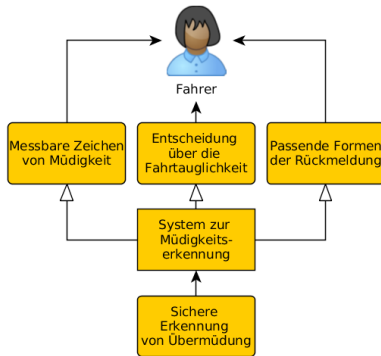 Fahrer
Messbare Zeichen
von Müdigkeit
Entscheidung
über die
Fahrtauglichkeit
Passende Formen
der Rückmeldung
System zur
Müdigkeits-
erkennung
Sichere
Erkennung
von Übermüdung